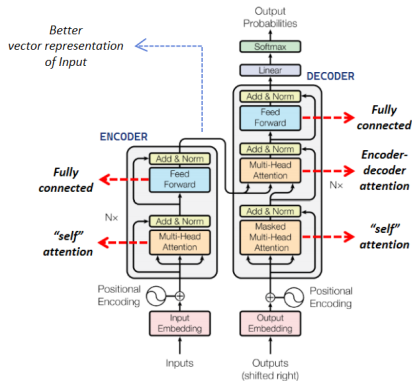 Better
vector representation
of Input
Output
Probabilities
Softmax
Linear
DECODER
Add & Norm
Feed
Forward
Fully
connected
ENCODER
Add & Norm
Feed
Forward
Fully
connected
Add & Norm
Multi-Head
Attention
Encoder-
decoder
attention
N×
N×
Add & Norm
Multi-Head
Attention
"self"
attention
Add & Norm
Masked
Multi-Head
Attention
"self"
attention
Positional
Encoding
Positional
Encoding
Input
Embedding
Output
Embedding
Inputs
Outputs
(shifted right)